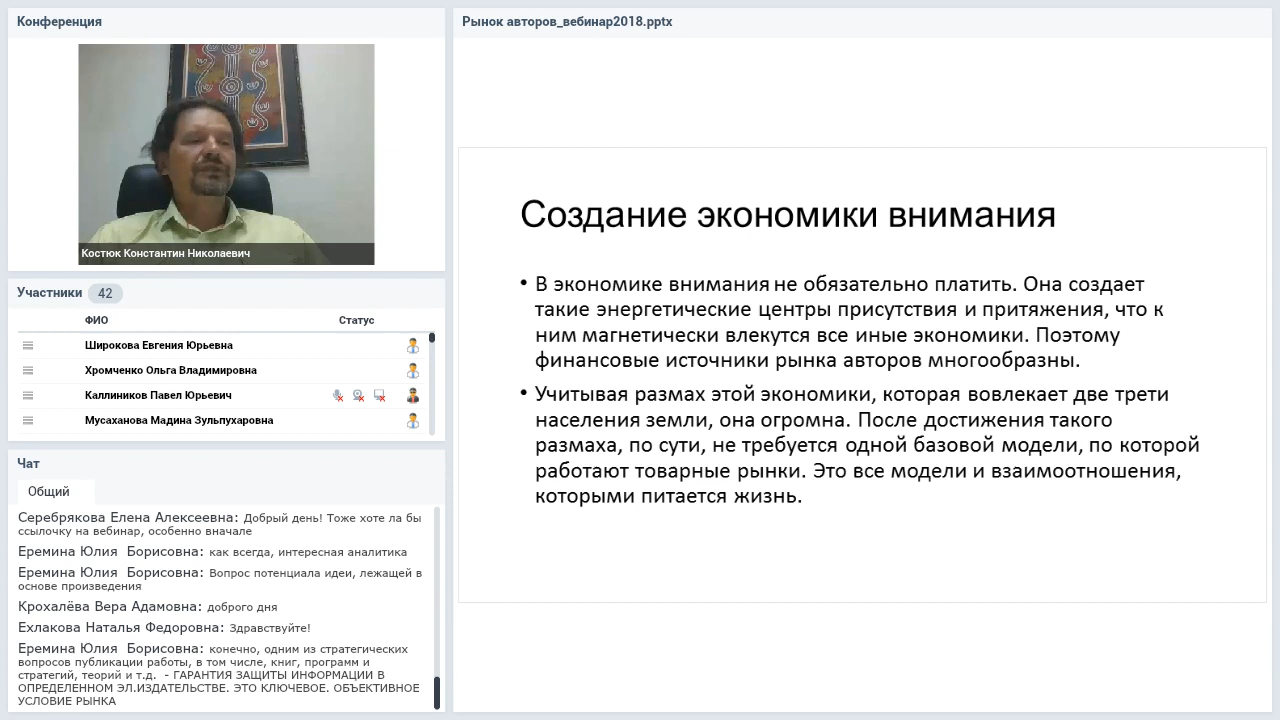 Конференция
Костюк Константин Николаевич
Участники 42
ФИО Статус
Широкова Евгения Юрьевна
Хромченко Ольга Владимировна
Каллиников Павел Юрьевич
Мусаханова Мадина Зульпухаровна
Чат
Общий
Серебрякова Елена Алексеевна: Добрый день! Тоже хоте ла бы
ссылочку на вебинар, особенно вначале
Еремина Юлия  Борисовна: как всегда, интересная аналитика
Еремина Юлия  Борисовна: Вопрос потенциала идеи, лежащей в
основе произведения
Крохалёва Вера Адамовна: доброго дня
Ехлакова Наталья Федоровна: Здравствуйте!
Еремина Юлия  Борисовна: конечно, одним из стратегических
вопросов публикации работы, в том числе, книг, программ и
стратегий, теорий и т.д.  - ГАРАНТИЯ ЗАЩИТЫ ИНФОРМАЦИИ В
ОПРЕДЕЛЕННОМ ЭЛ.ИЗДАТЕЛЬСТВЕ. ЭТО КЛЮЧЕВОЕ. ОБЪЕКТИВНОЕ
УСЛОВИЕ РЫНКА
Рынок авторов_вебинар2018.pptx
Создание экономики внимания
• В экономике внимания не обязательно платить. Она создает
такие энергетические центры присутствия и притяжения, что к
ним магнетически влекутся все иные экономики. Поэтому
финансовые источники рынка авторов многообразны.
• Учитывая размах этой экономики, которая вовлекает две трети
населения земли, она огромна. После достижения такого
размаха, по сути, не требуется одной базовой модели, по которой
работают товарные рынки. Это все модели и взаимоотношения,
которыми питается жизнь.